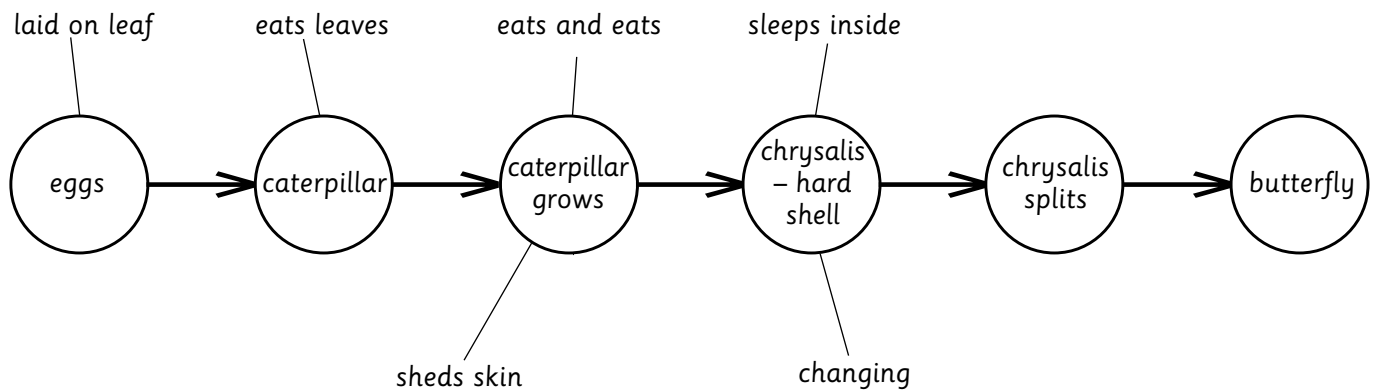 laid on leaf
eats leaves
eats and eats
sleeps inside
eggs
caterpillar
caterpillar
grows
chrysalis
– hard
shell
chrysalis
splits
butterfly
sheds skin
changing